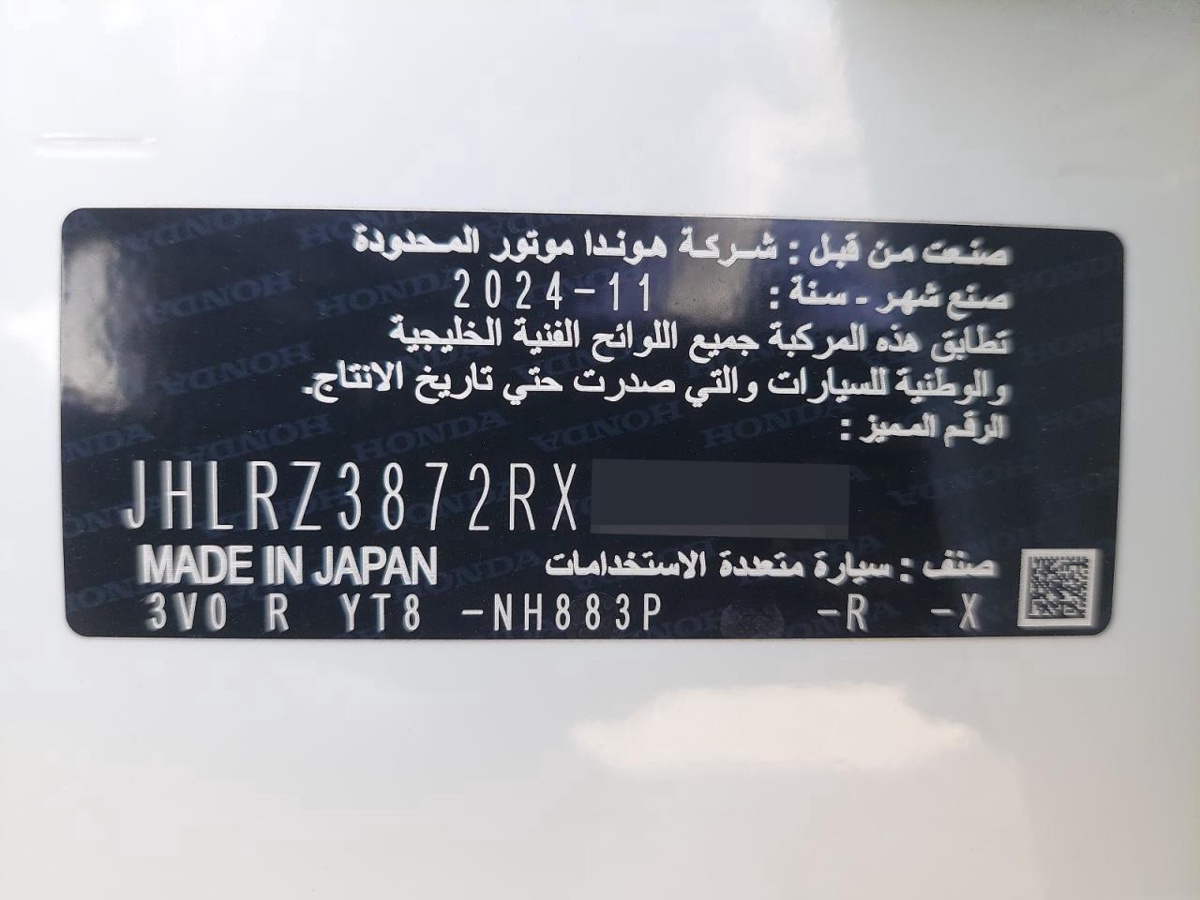 صنعت من قبل : شركة هوندا موتور المحدودة
صنع شهر - سنة : 2024-11
تطابق هذه المركبة جميع اللوائح الفنية الخليجية
والوطنية للسيارات والتي صدرت حتي تاريخ الانتاج.
الرقم المميز :
JHLRZ3872RX
MADE IN JAPAN صنف : سيارة متعددة الاستخدامات
3V0 R YT8 -NH883P -R -X